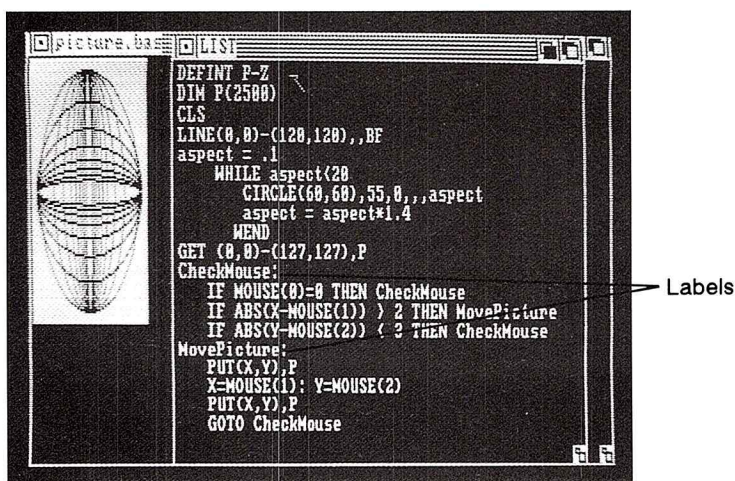 picture.bas
LIST
DEFINT P-Z
DIM P(2500)
CLS
LINE(0,0)-(120,120),,BF
aspect = .1
WHILE aspect<20
CIRCLE(60,60),55,0,,,aspect
aspect = aspect*1.4
WEND
GET (0,0)-(127,127),P
CheckMouse:
IF MOUSE(0)=0 THEN CheckMouse
IF ABS(X-MOUSE(1)) > 2 THEN MovePicture
IF ABS(Y-MOUSE(2)) < 3 THEN CheckMouse
MovePicture:
PUT(X,Y),P
X=MOUSE(1): Y=MOUSE(2)
PUT(X,Y),P
GOTO CheckMouse
Labels